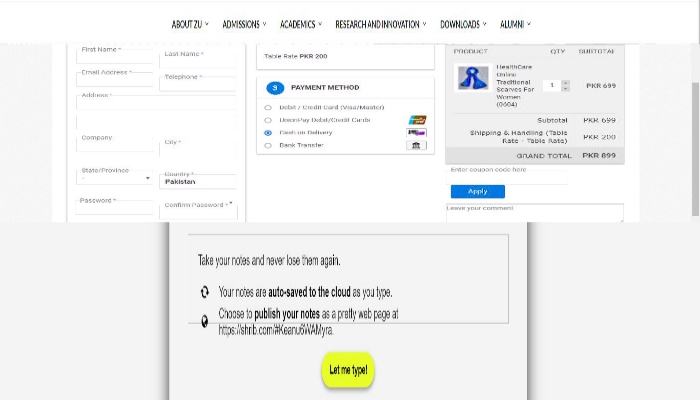 ABOUT ZU ADMISSIONS ACADEMICS RESEARCH AND INNOVATION DOWNLOADS ALUMNI
First Name *
Last Name *
Email Address *
Telephone *
Address *
Company
City *
State/Province
-
Country *
Pakistan
Password *
Confirm Password *
Table Rate PKR 200
3 PAYMENT METHOD
Debit / Credit Card (Visa/Master)
UnionPay Debit/Credit Cards
Cash on Delivery
Bank Transfer
PRODUCT QTY SUBTOTAL
HealthCare
Online
Traditional
Scarves For
Women
(0604)
1
PKR 699
Subtotal PKR 699
Shipping & Handling (Table
Rate - Table Rate)
PKR 200
GRAND TOTAL PKR 899
Enter coupon code here
Apply
Leave your comment
Take your notes and never lose them again.
Your notes are auto-saved to the cloud as you type.
Choose to publish your notes as a pretty web page at
https://shrib.com/#Keanu6WAMyra.
Let me type!